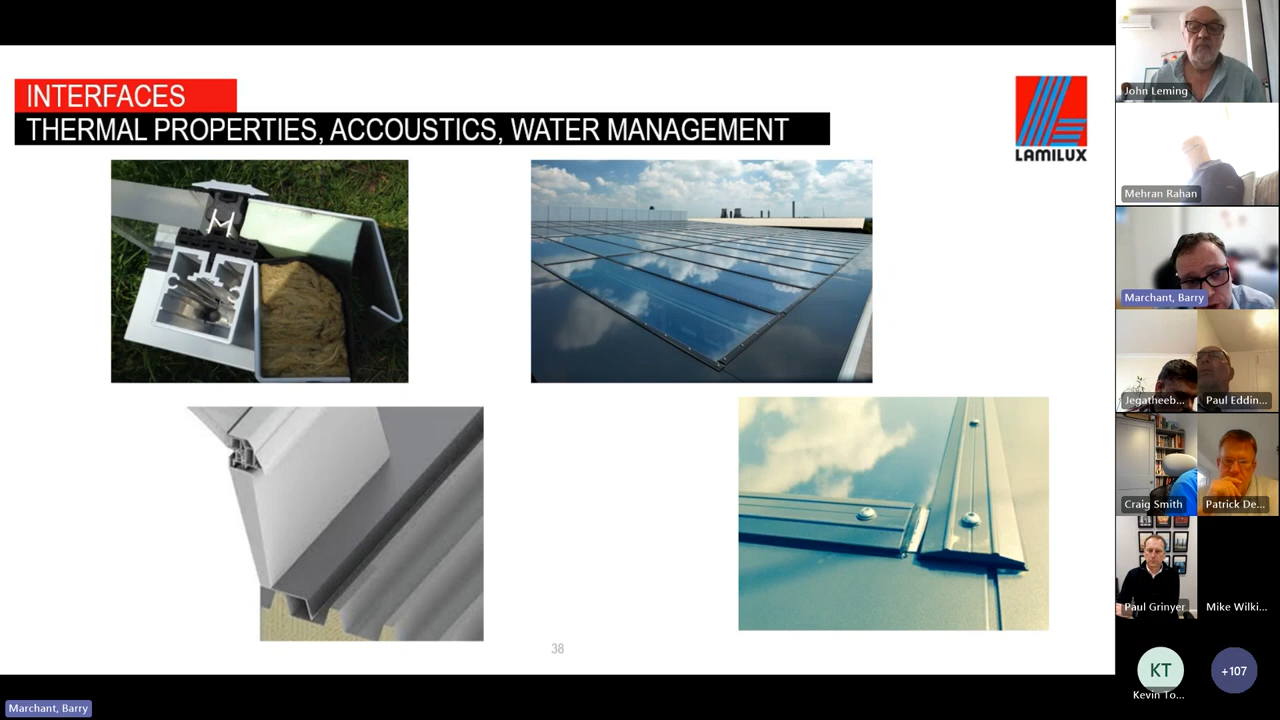 INTERFACES
THERMAL PROPERTIES, ACCOUSTICS, WATER MANAGEMENT
LAMILUX
38
John Leming
Mehran Rahan
Marchant, Barry
Jegatheeb...
Paul Eddin...
Craig Smith
Patrick De...
Paul Grinyer
Mike Wilki...
KT
Kevin To...
+107
Marchant, Barry